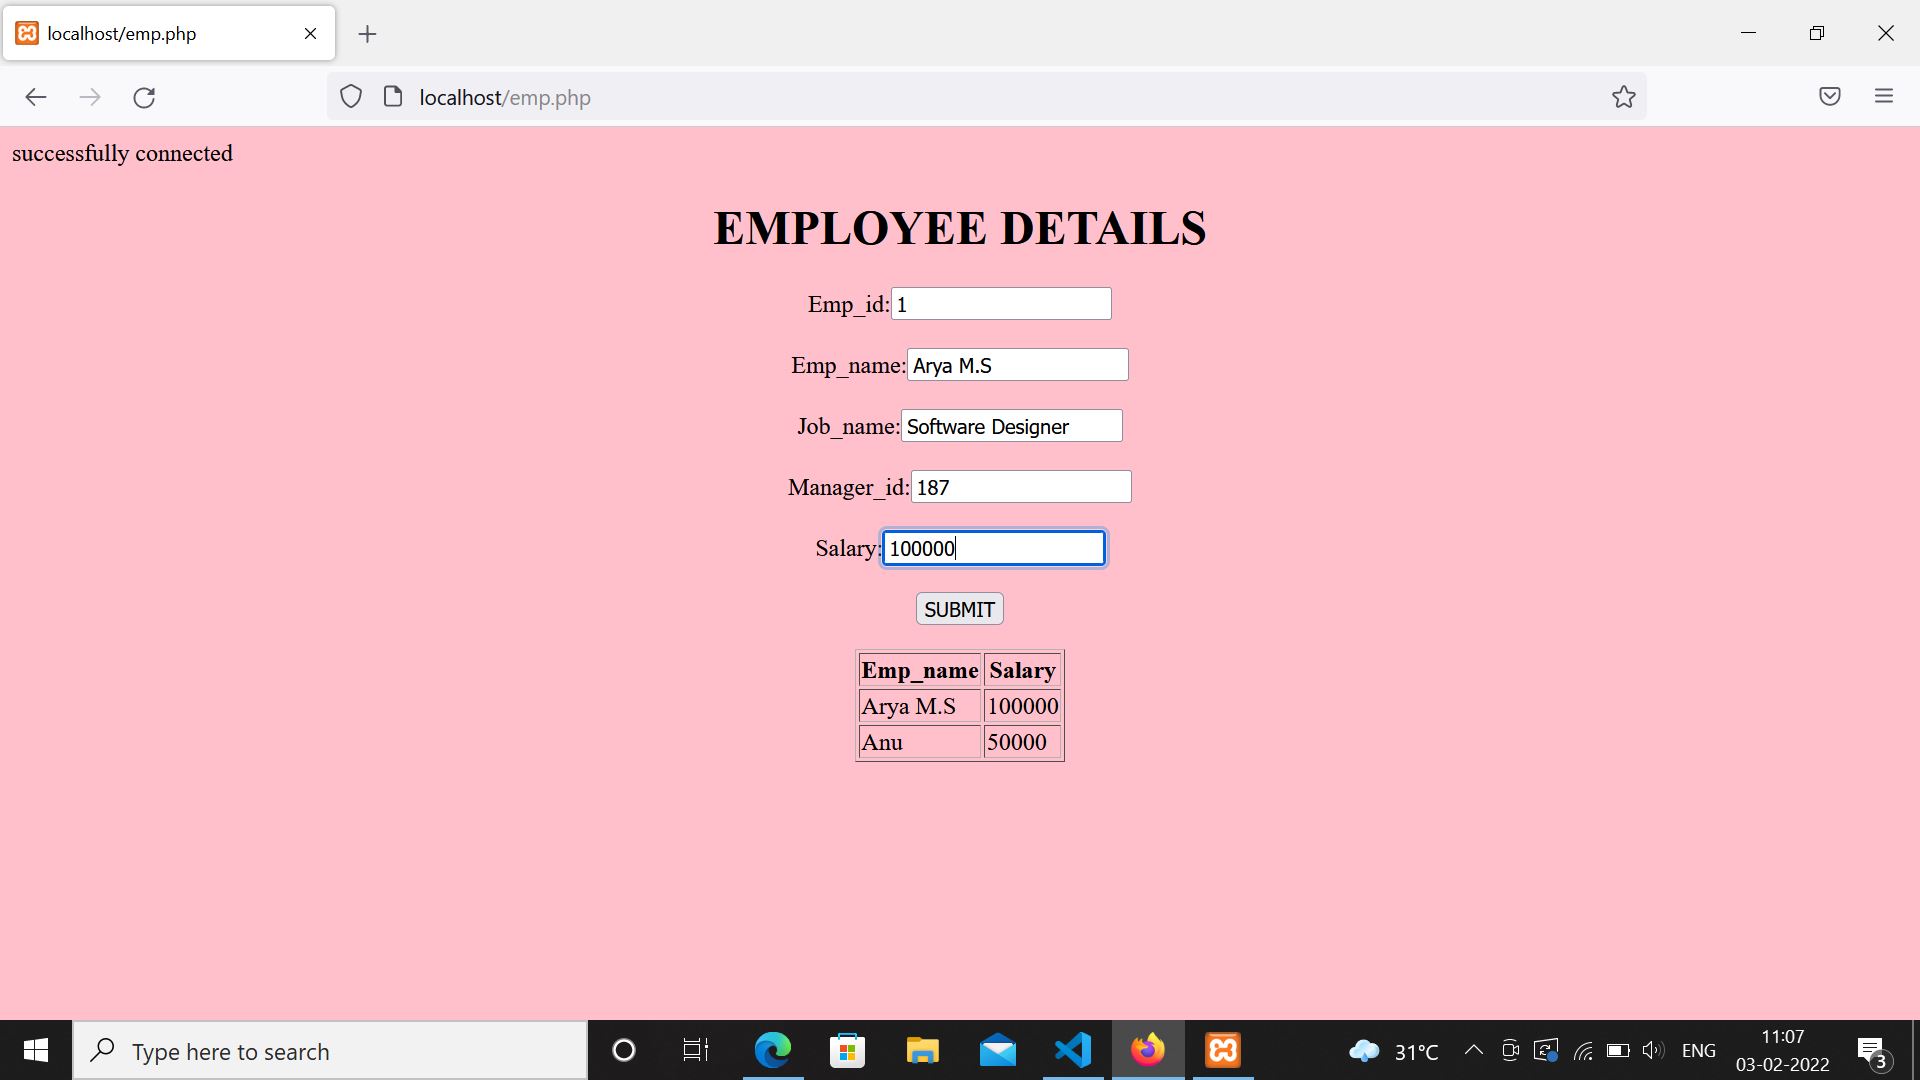 localhost/emp.php
localhost/emp.php
successfully connected
EMPLOYEE DETAILS
Emp_id: 1
Emp_name: Arya M.S
Job_name: Software Designer
Manager_id: 187
Salary: 100000
SUBMIT
Emp_name Salary
Arya M.S 100000
Anu 50000
Type here to search
31°C
ENG
11:07
03-02-2022
3